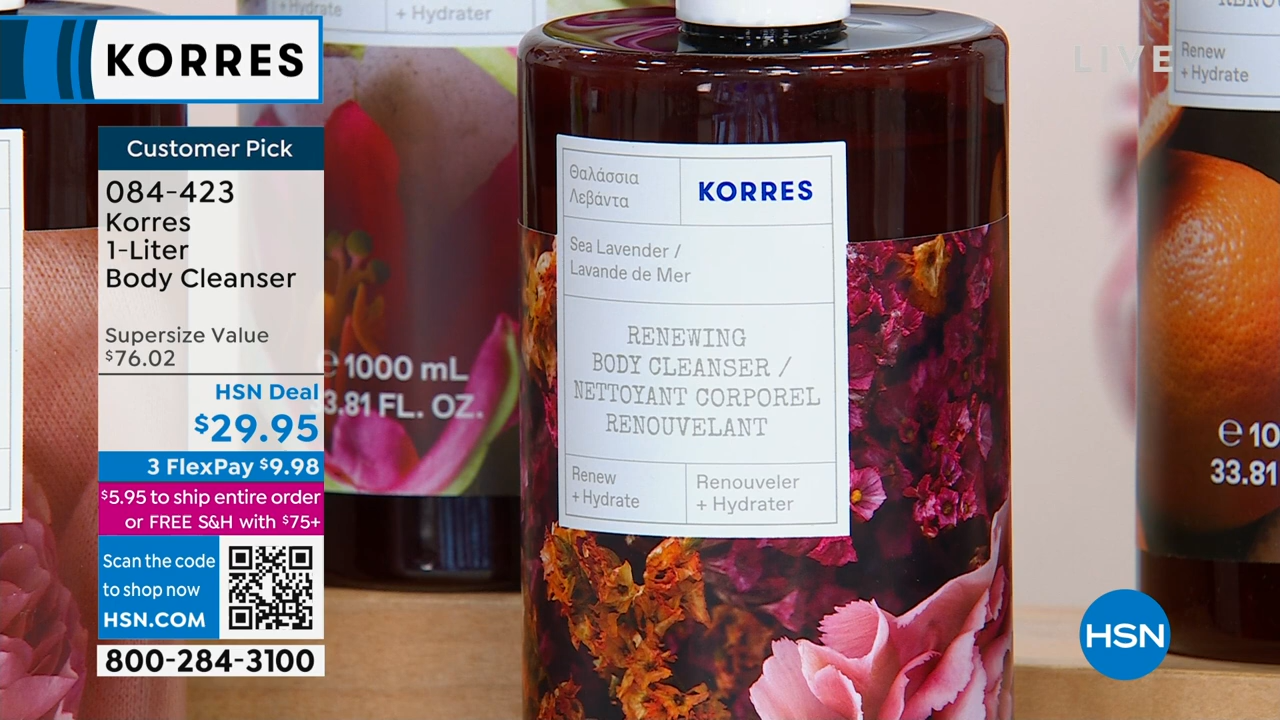 KORRES
Customer Pick
084-423
Korres
1-Liter
Body Cleanser
Supersize Value
$76.02
HSN Deal
$29.95
3 FlexPay $9.98
$5.95 to ship entire order
or FREE S&H with $75+
Scan the code
to shop now
HSN.COM
800-284-3100
+ Hydrate
Hydrater
+ Hydrater
℮ 1000 mL
33.81 FL. OZ.
Θαλάσσια
Λεβάντα
KORRES
Sea Lavender /
Lavande de Mer
RENEWING
BODY CLEANSER /
NETTOYANT CORPOREL
RENOUVELANT
Renew
+ Hydrate
Renouveler
+ Hydrater
LIVE
Renew
+ Hydrate
℮ 10
33.81
HSN